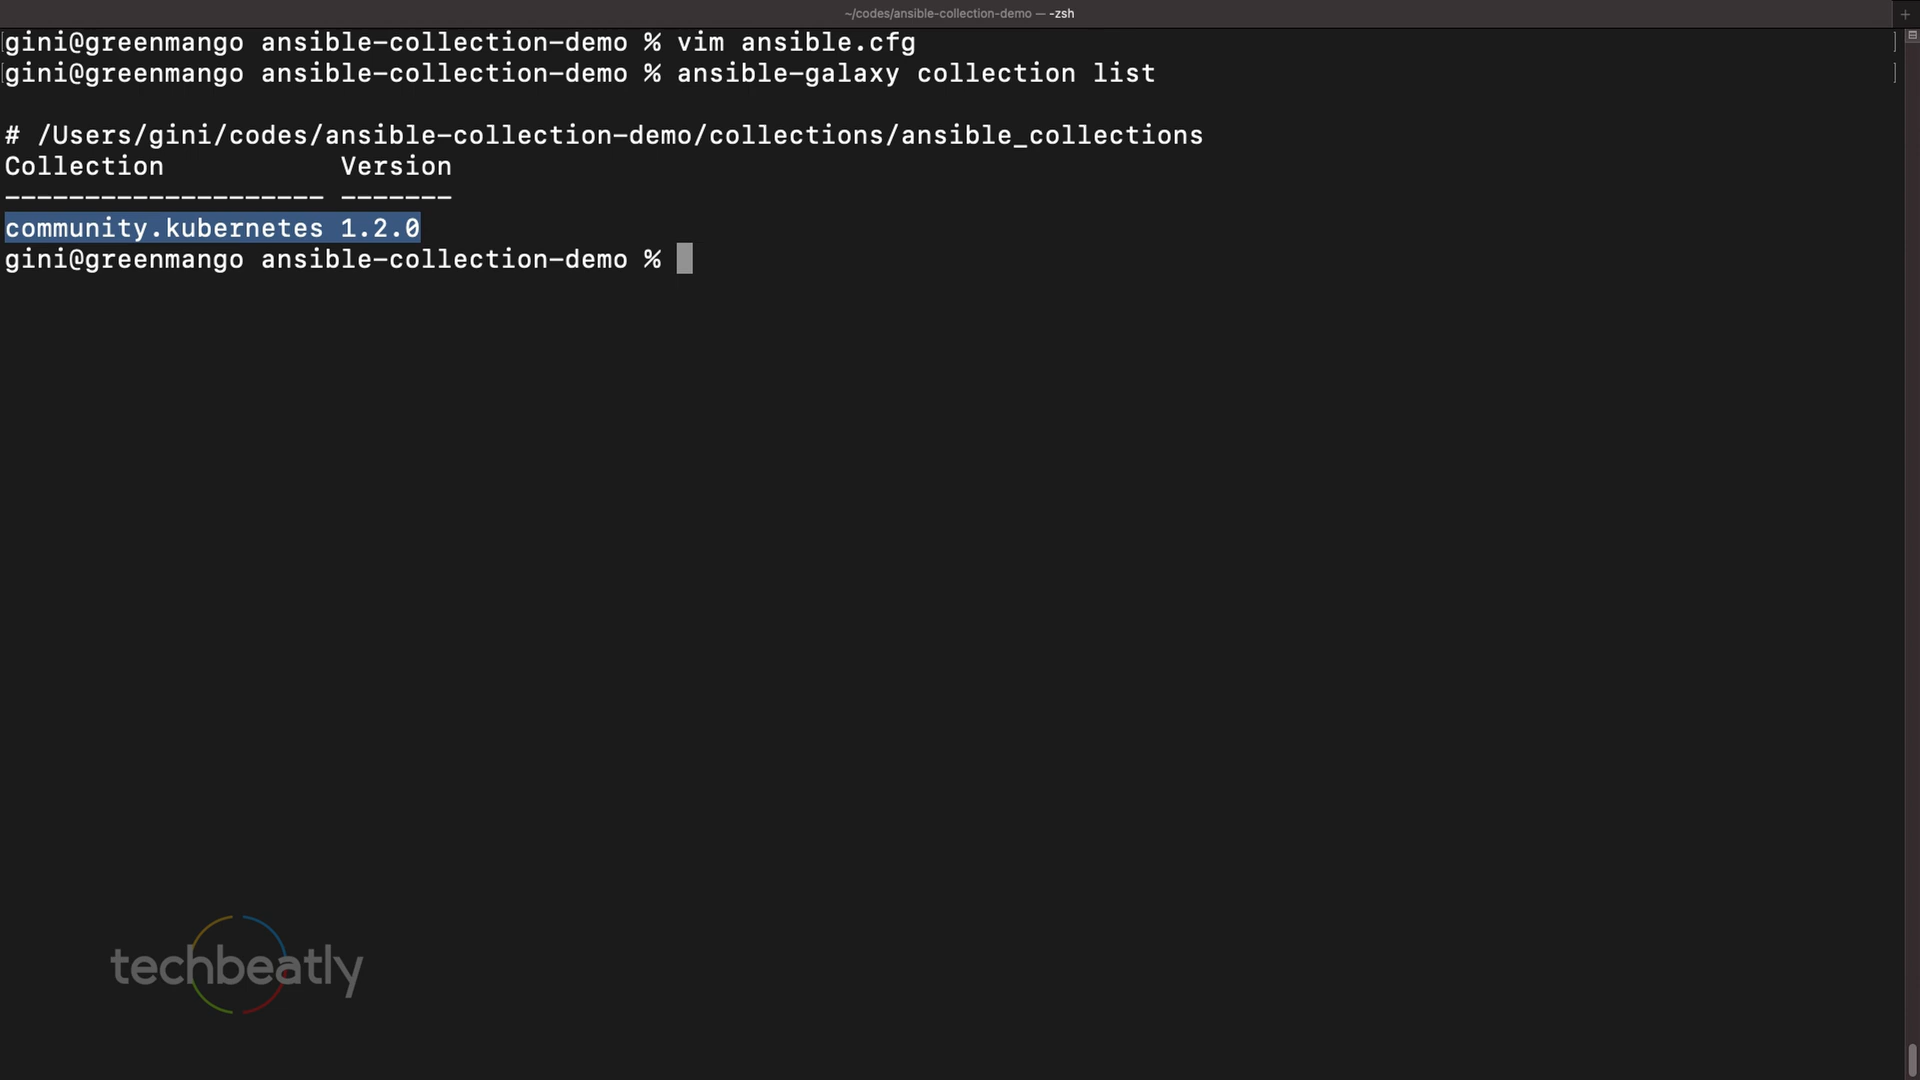 ~/codes/ansible-collection-demo — -zsh
gini@greenmango ansible-collection-demo % vim ansible.cfg
gini@greenmango ansible-collection-demo % ansible-galaxy collection list
# /Users/gini/codes/ansible-collection-demo/collections/ansible_collections
Collection           Version
-------------------- -------
community.kubernetes 1.2.0
gini@greenmango ansible-collection-demo %
techbeatly